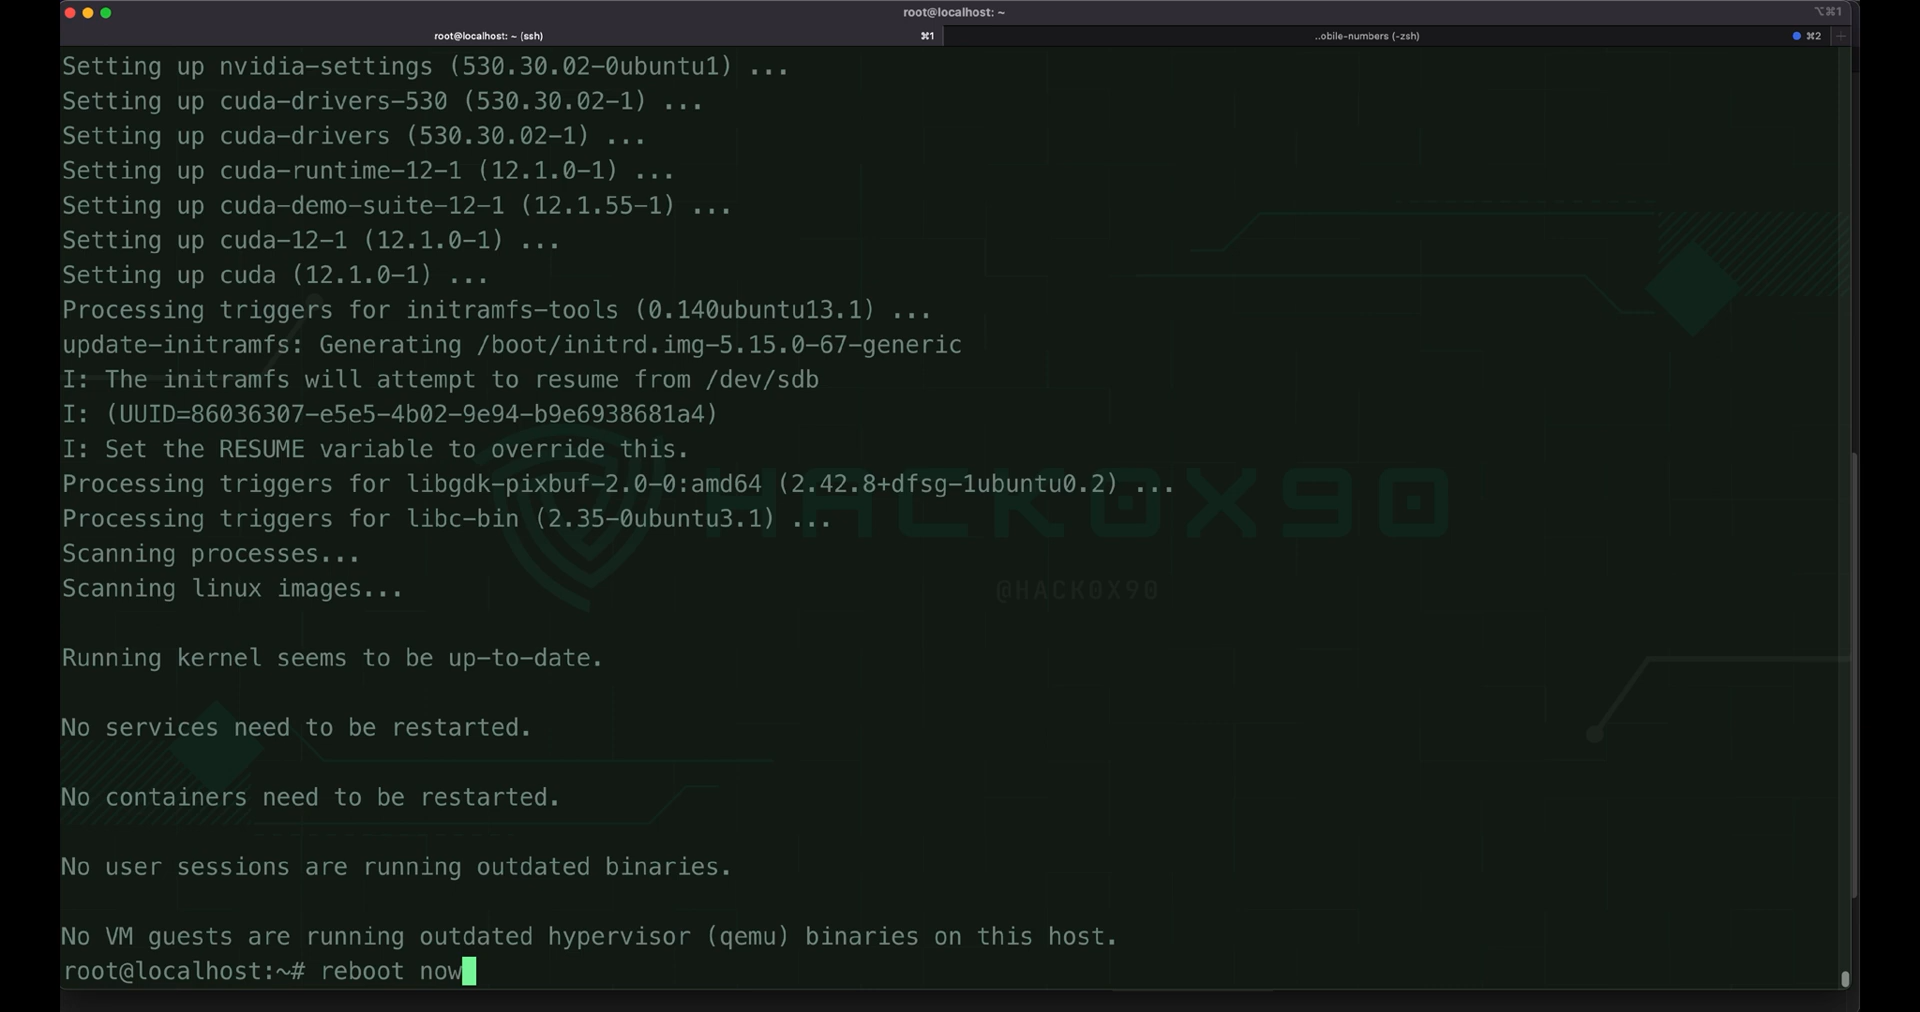 root@localhost: ~
⌥⌘1
root@localhost: ~ (ssh)
⌘1
..obile-numbers (-zsh)
⌘2
+
Setting up nvidia-settings (530.30.02-0ubuntu1) ...
Setting up cuda-drivers-530 (530.30.02-1) ...
Setting up cuda-drivers (530.30.02-1) ...
Setting up cuda-runtime-12-1 (12.1.0-1) ...
Setting up cuda-demo-suite-12-1 (12.1.55-1) ...
Setting up cuda-12-1 (12.1.0-1) ...
Setting up cuda (12.1.0-1) ...
Processing triggers for initramfs-tools (0.140ubuntu13.1) ...
update-initramfs: Generating /boot/initrd.img-5.15.0-67-generic
I: The initramfs will attempt to resume from /dev/sdb
I: (UUID=86036307-e5e5-4b02-9e94-b9e6938681a4)
I: Set the RESUME variable to override this.
Processing triggers for libgdk-pixbuf-2.0-0:amd64 (2.42.8+dfsg-1ubuntu0.2) ...
HACK0X90
Processing triggers for libc-bin (2.35-0ubuntu3.1) ...
Scanning processes...
Scanning linux images...
@HACK0X90
Running kernel seems to be up-to-date.
No services need to be restarted.
No containers need to be restarted.
No user sessions are running outdated binaries.
No VM guests are running outdated hypervisor (qemu) binaries on this host.
root@localhost:~# reboot now